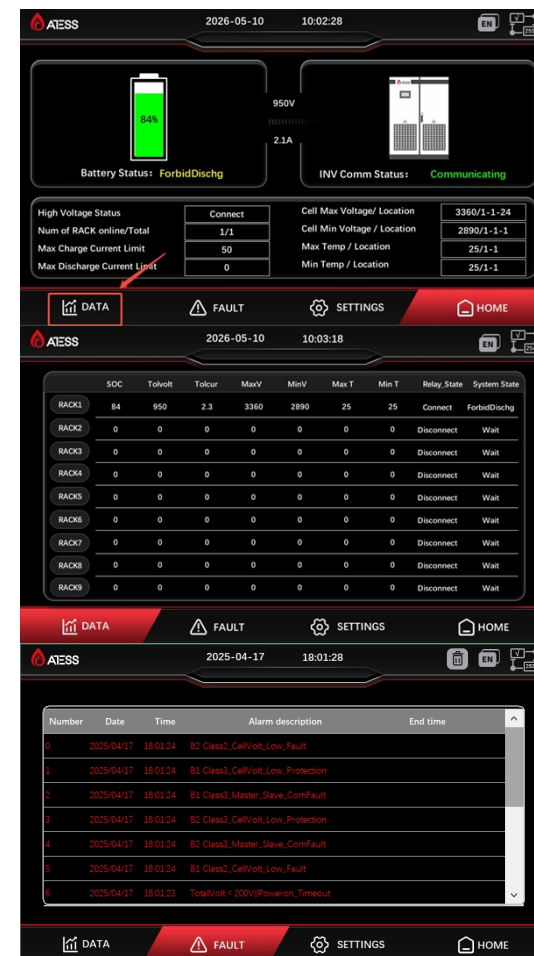 ATESS 2026-05-10 10:02:28 EN
84%
950V
2.1A
Battery Status: ForbidDischg
INV Comm Status: Communicating
High Voltage Status Connect Cell Max Voltage/ Location 3360/1-1-24
Num of RACK online/Total 1/1 Cell Min Voltage / Location 2890/1-1-1
Max Charge Current Limit 50 Max Temp / Location 25/1-1
Max Discharge Current Limit 0 Min Temp / Location 25/1-1
DATA FAULT SETTINGS HOME
ATESS 2026-05-10 10:03:18 EN
SOC Tolvolt Tolcur MaxV MinV Max T Min T Relay_State System State
RACK1 84 950 2.3 3360 2890 25 25 Connect ForbidDischg
RACK2 0 0 0 0 0 0 0 Disconnect Wait
RACK3 0 0 0 0 0 0 0 Disconnect Wait
RACK4 0 0 0 0 0 0 0 Disconnect Wait
RACK5 0 0 0 0 0 0 0 Disconnect Wait
RACK6 0 0 0 0 0 0 0 Disconnect Wait
RACK7 0 0 0 0 0 0 0 Disconnect Wait
RACK8 0 0 0 0 0 0 0 Disconnect Wait
RACK9 0 0 0 0 0 0 0 Disconnect Wait
DATA FAULT SETTINGS HOME
ATESS 2025-04-17 18:01:28 EN
Number Date Time Alarm description End time
0 2025/04/17 18:01:24 B2 Class2_CellVolt_Low_Fault
1 2025/04/17 18:01:24 B1 Class3_CellVolt_Low_Protection
2 2025/04/17 18:01:24 B1 Class3_Master_Slave_ComFault
3 2025/04/17 18:01:24 B2 Class3_CellVolt_Low_Protection
4 2025/04/17 18:01:24 B2 Class3_Master_Slave_ComFault
5 2025/04/17 18:01:24 B1 Class2_CellVolt_Low_Fault
6 2025/04/17 18:01:23 TotalVolt < 200V||Poweron_Timeout
DATA FAULT SETTINGS HOME